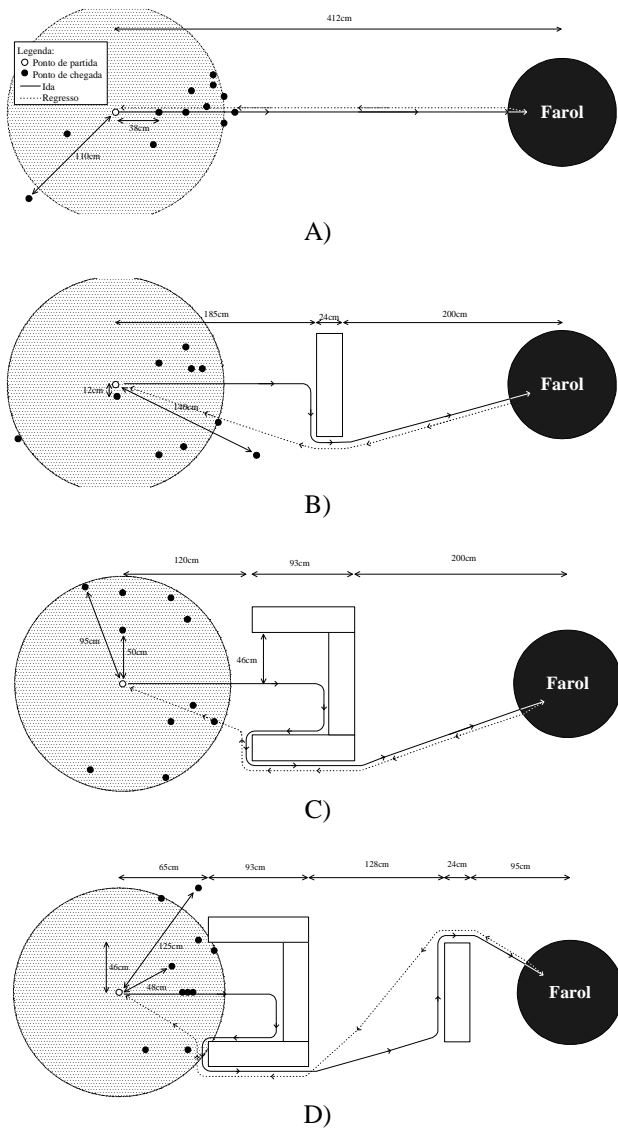 412cm
Legenda:
Ponto de partida
Ponto de chegada
Ida
Regresso
Farol
38cm
110cm
A)
185cm
24cm
200cm
12cm
Farol
140cm
B)
120cm
93cm
200cm
95cm
50cm
46cm
Farol
C)
65cm
93cm
128cm
24cm
95cm
125cm
46cm
48cm
Farol
D)